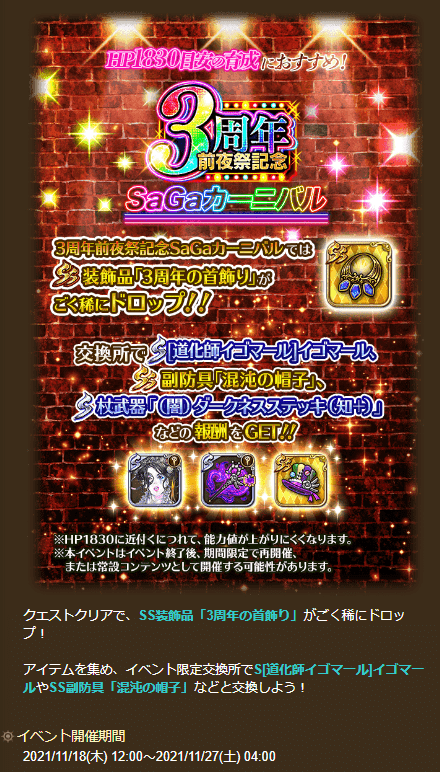 HP1830目安の育成におすすめ!
3周年
前夜祭記念
SaGaカーニバル
3周年前夜祭記念SaGaカーニバルでは
SS装飾品「3周年の首飾り」が
ごく稀にドロップ!!
SS
交換所でS[道化師イゴマール]イゴマール、
SS副防具「混沌の帽子」、
S杖武器「(闇)ダークネスステッキ(知+)」
などの報酬をGET!!
S S SS
※HP1830に近付くにつれて、能力値が上がりにくくなります。
※本イベントはイベント終了後、期間限定で再開催、
または常設コンテンツとして開催する可能性があります。
クエストクリアで、SS装飾品「3周年の首飾り」がごく稀にドロッ
プ！
アイテムを集め、イベント限定交換所でS[道化師イゴマール]イゴマー
ルやSS副防具「混沌の帽子」などと交換しよう！
イベント開催期間
2021/11/18(木) 12:00～2021/11/27(土) 04:00